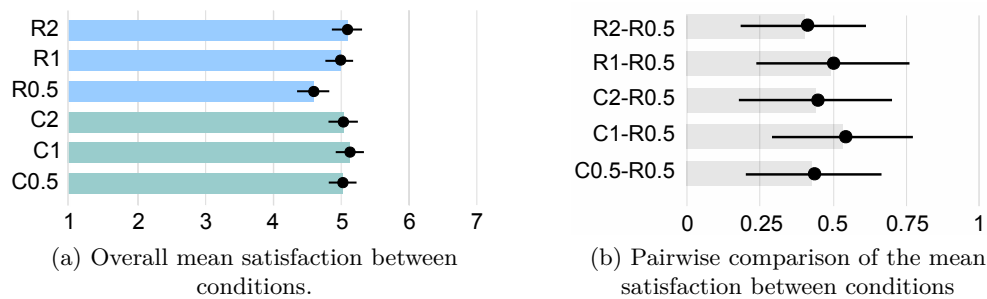 R2
R1
R0.5
C2
C1
C0.5
1 2 3 4 5 6 7
(a) Overall mean satisfaction between
conditions.
R2-R0.5
R1-R0.5
C2-R0.5
C1-R0.5
C0.5-R0.5
0 0.25 0.5 0.75 1
(b) Pairwise comparison of the mean
satisfaction between conditions